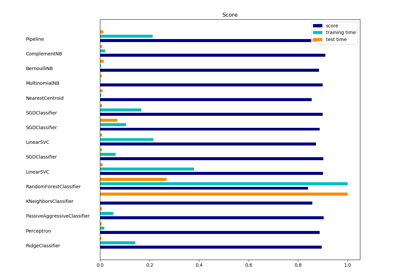 Score
score
training time
test time
Pipeline
ComplementNB
BernoulliNB
MultinomialNB
NearestCentroid
SGDClassifier
SGDClassifier
LinearSVC
SGDClassifier
LinearSVC
RandomForestClassifier
KNeighborsClassifier
PassiveAggressiveClassifier
Perceptron
RidgeClassifier
0.0 0.2 0.4 0.6 0.8 1.0